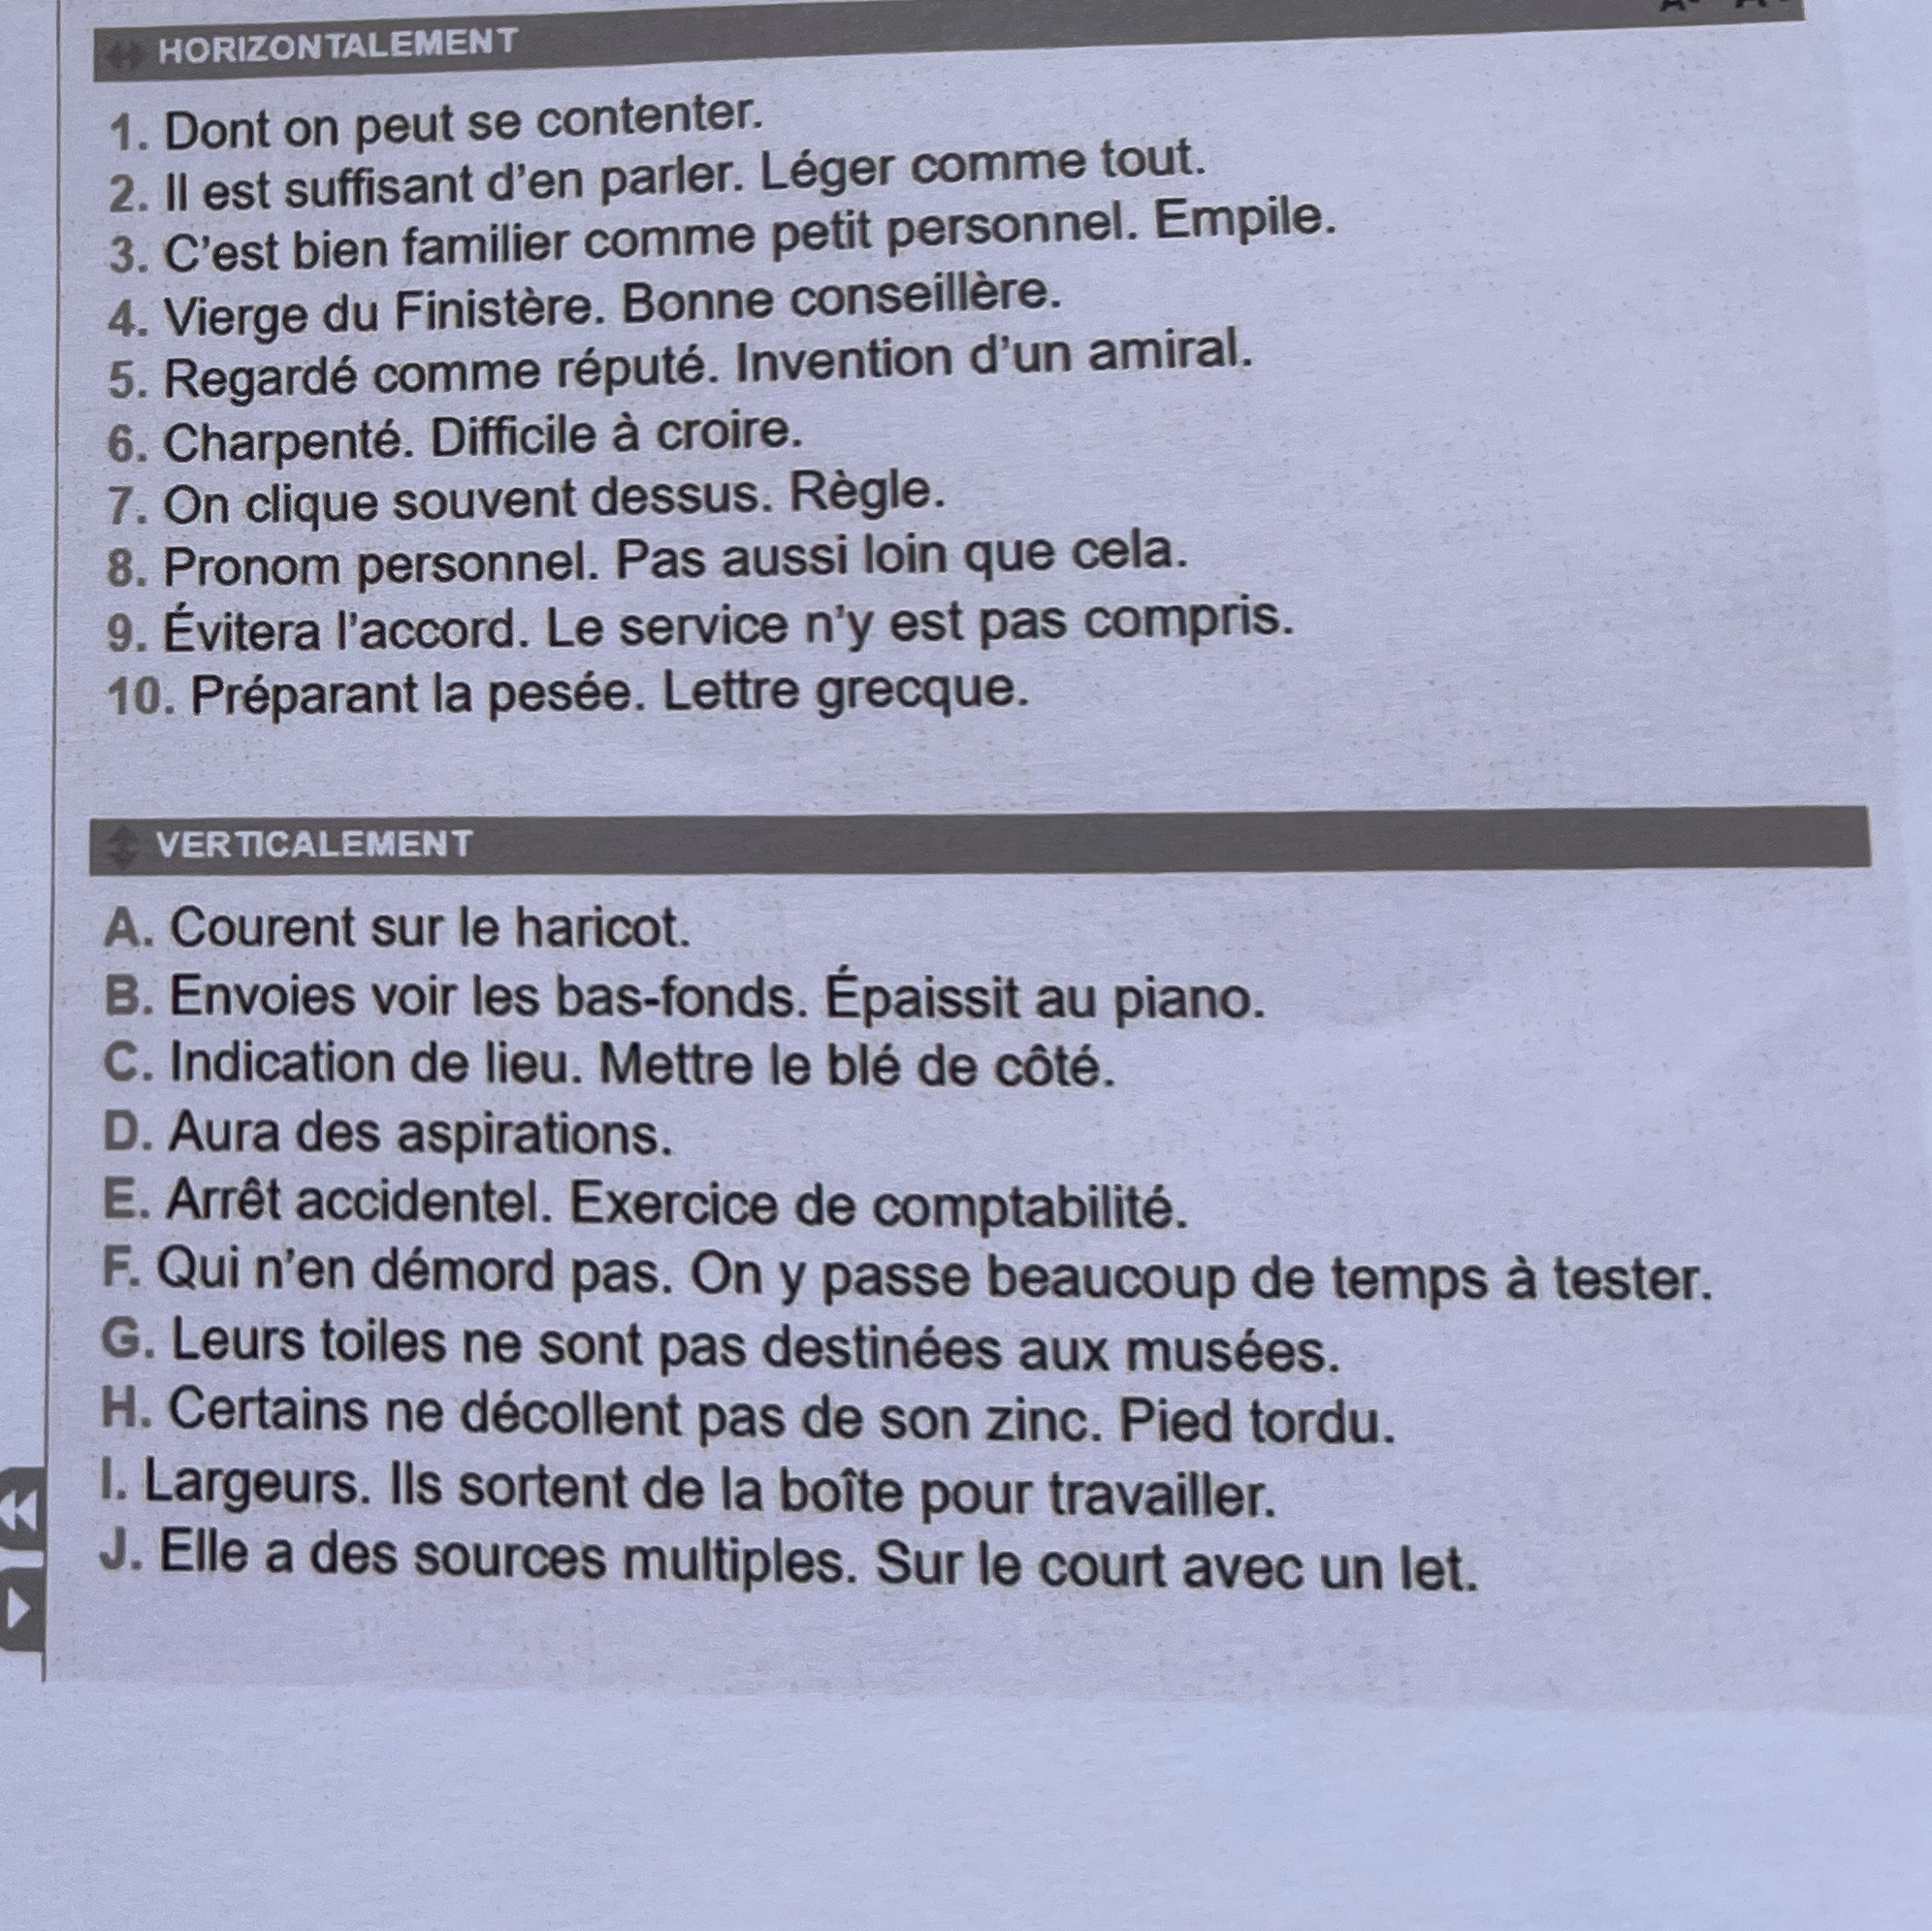 HORIZONTALEMENT
1. Dont on peut se contenter.
2. Il est suffisant d'en parler. Léger comme tout.
3. C'est bien familier comme petit personnel. Empile.
4. Vierge du Finistère. Bonne conseillère.
5. Regardé comme réputé. Invention d'un amiral.
6. Charpenté. Difficile à croire.
7. On clique souvent dessus. Règle.
8. Pronom personnel. Pas aussi loin que cela.
9. Évitera l'accord. Le service n'y est pas compris.
10. Préparant la pesée. Lettre grecque.
VERTICALEMENT
A. Courent sur le haricot.
B. Envoies voir les bas-fonds. Épaissit au piano.
C. Indication de lieu. Mettre le blé de côté.
D. Aura des aspirations.
E. Arrêt accidentel. Exercice de comptabilité.
F. Qui n'en démord pas. On y passe beaucoup de temps à tester.
G. Leurs toiles ne sont pas destinées aux musées.
H. Certains ne décollent pas de son zinc. Pied tordu.
I. Largeurs. Ils sortent de la boîte pour travailler.
J. Elle a des sources multiples. Sur le court avec un let.